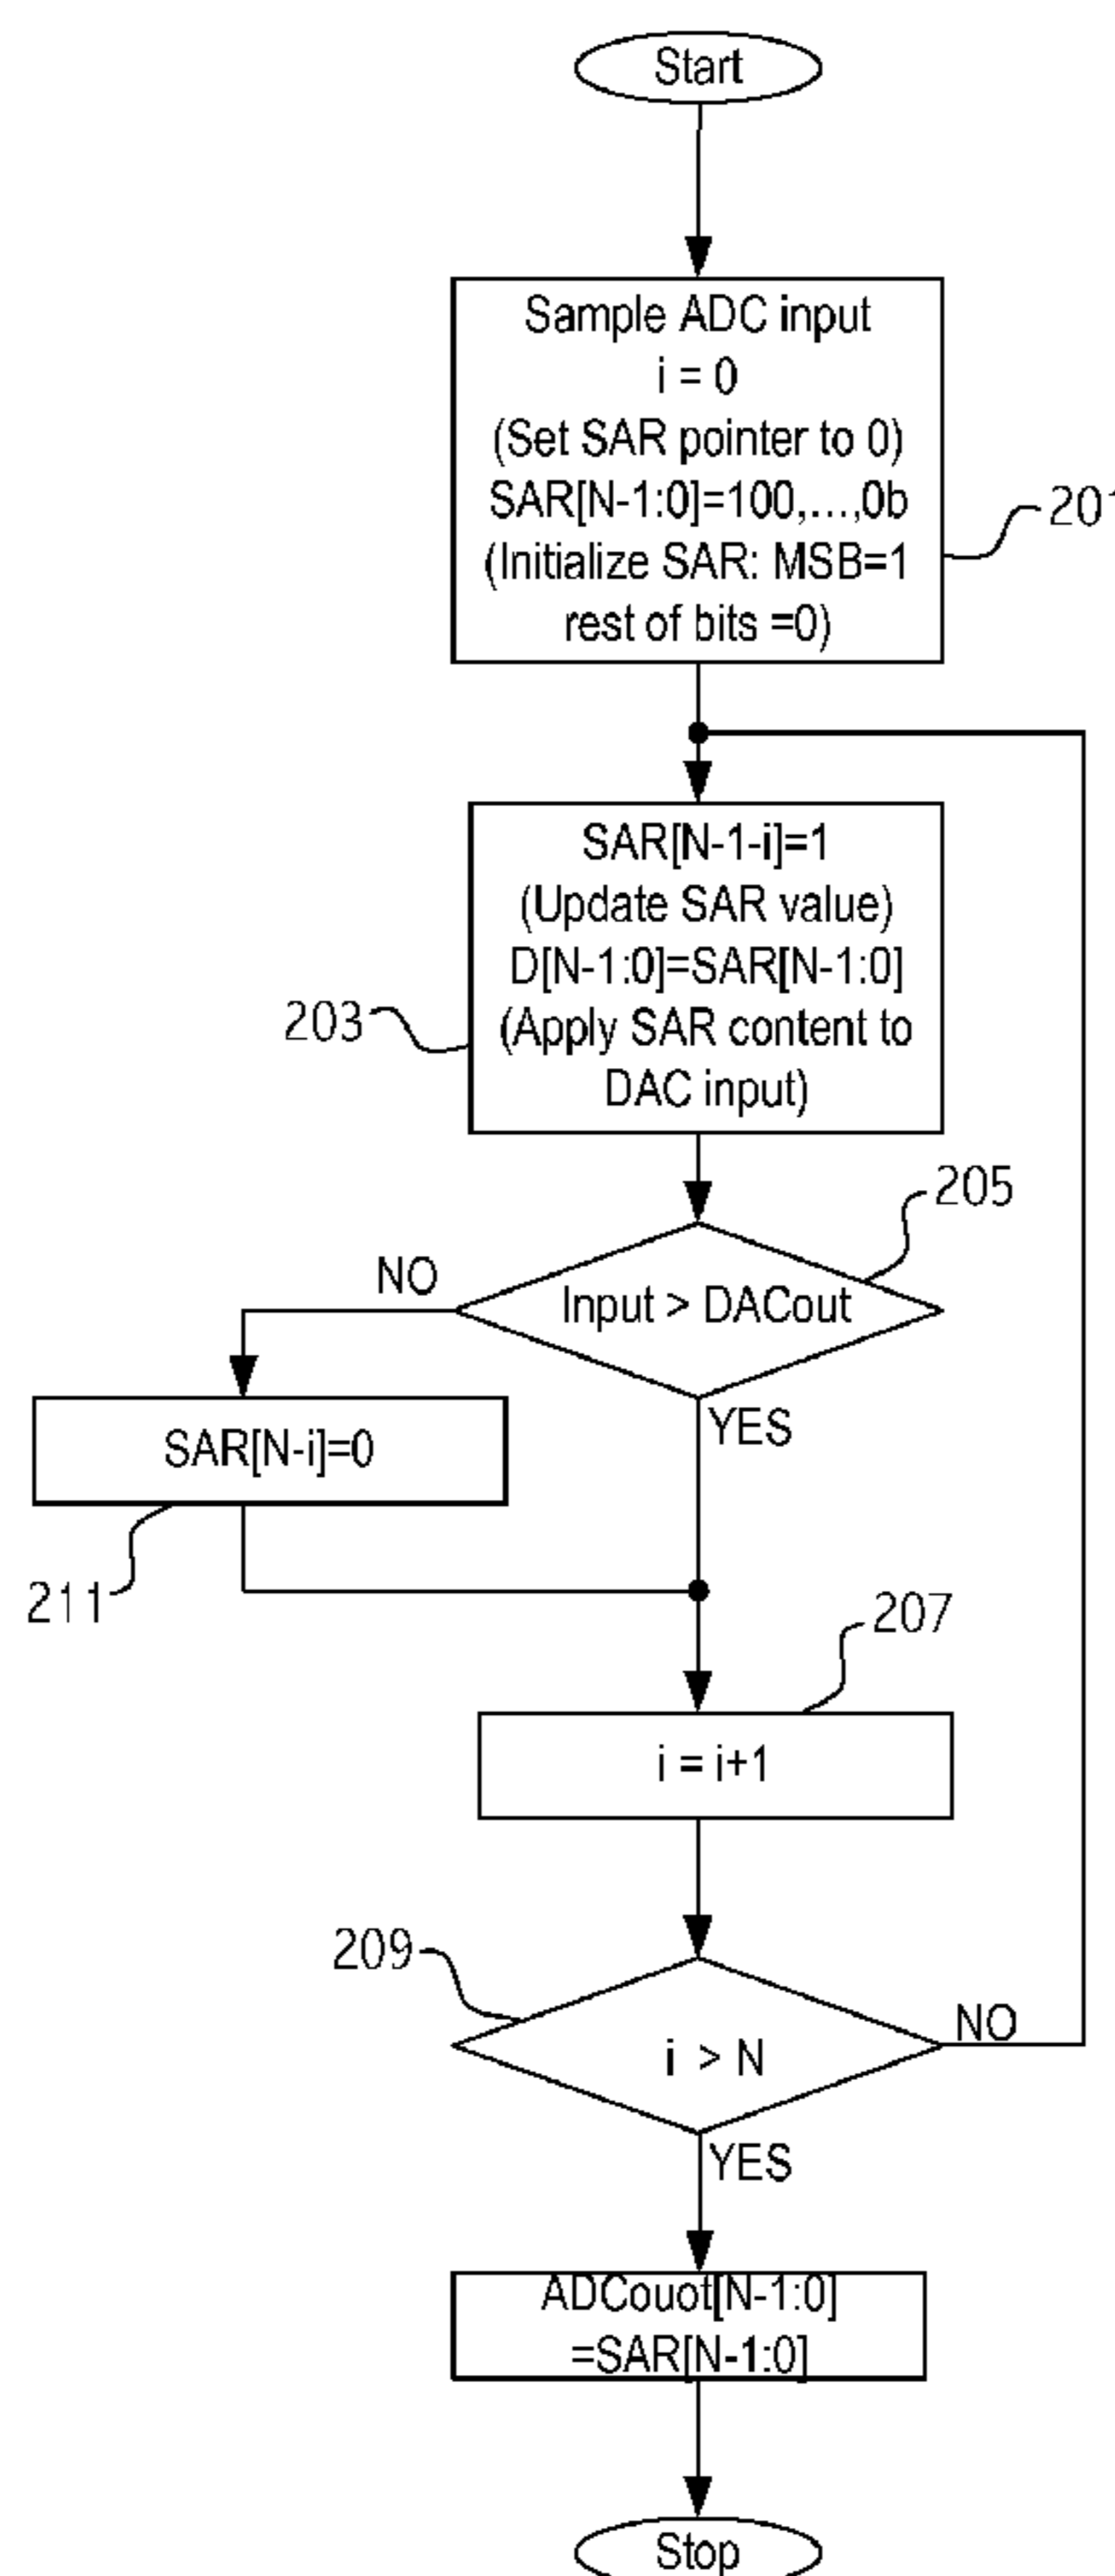 Start
Sample ADC input
i = 0
(Set SAR pointer to 0)
SAR[N-1:0]=100,...,0b
(Initialize SAR: MSB=1
rest of bits =0)
201
SAR[N-1-i]=1
(Update SAR value)
D[N-1:0]=SAR[N-1:0]
(Apply SAR content to
DAC input)
203
205
NO
Input > DACout
YES
SAR[N-i]=0
211
207
i = i+1
209
i > N
NO
YES
ADCouot[N-1:0]
=SAR[N-1:0]
Stop